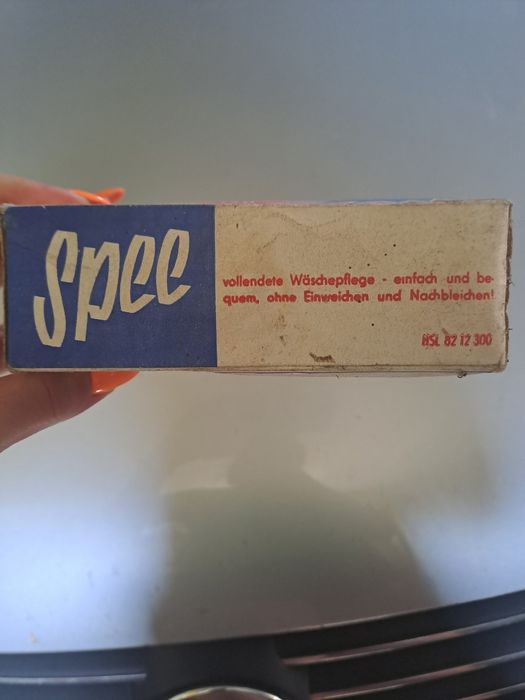 Spee
vollendete Wäschepflege - einfach und be-
quem, ohne Einweichen und Nachbleichen!
HSL 82 12 300